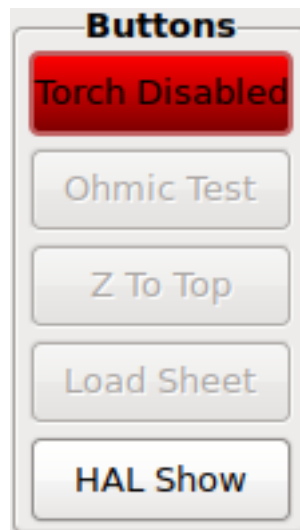 Buttons
Torch Disabled
Ohmic Test
Z To Top
Load Sheet
HAL Show